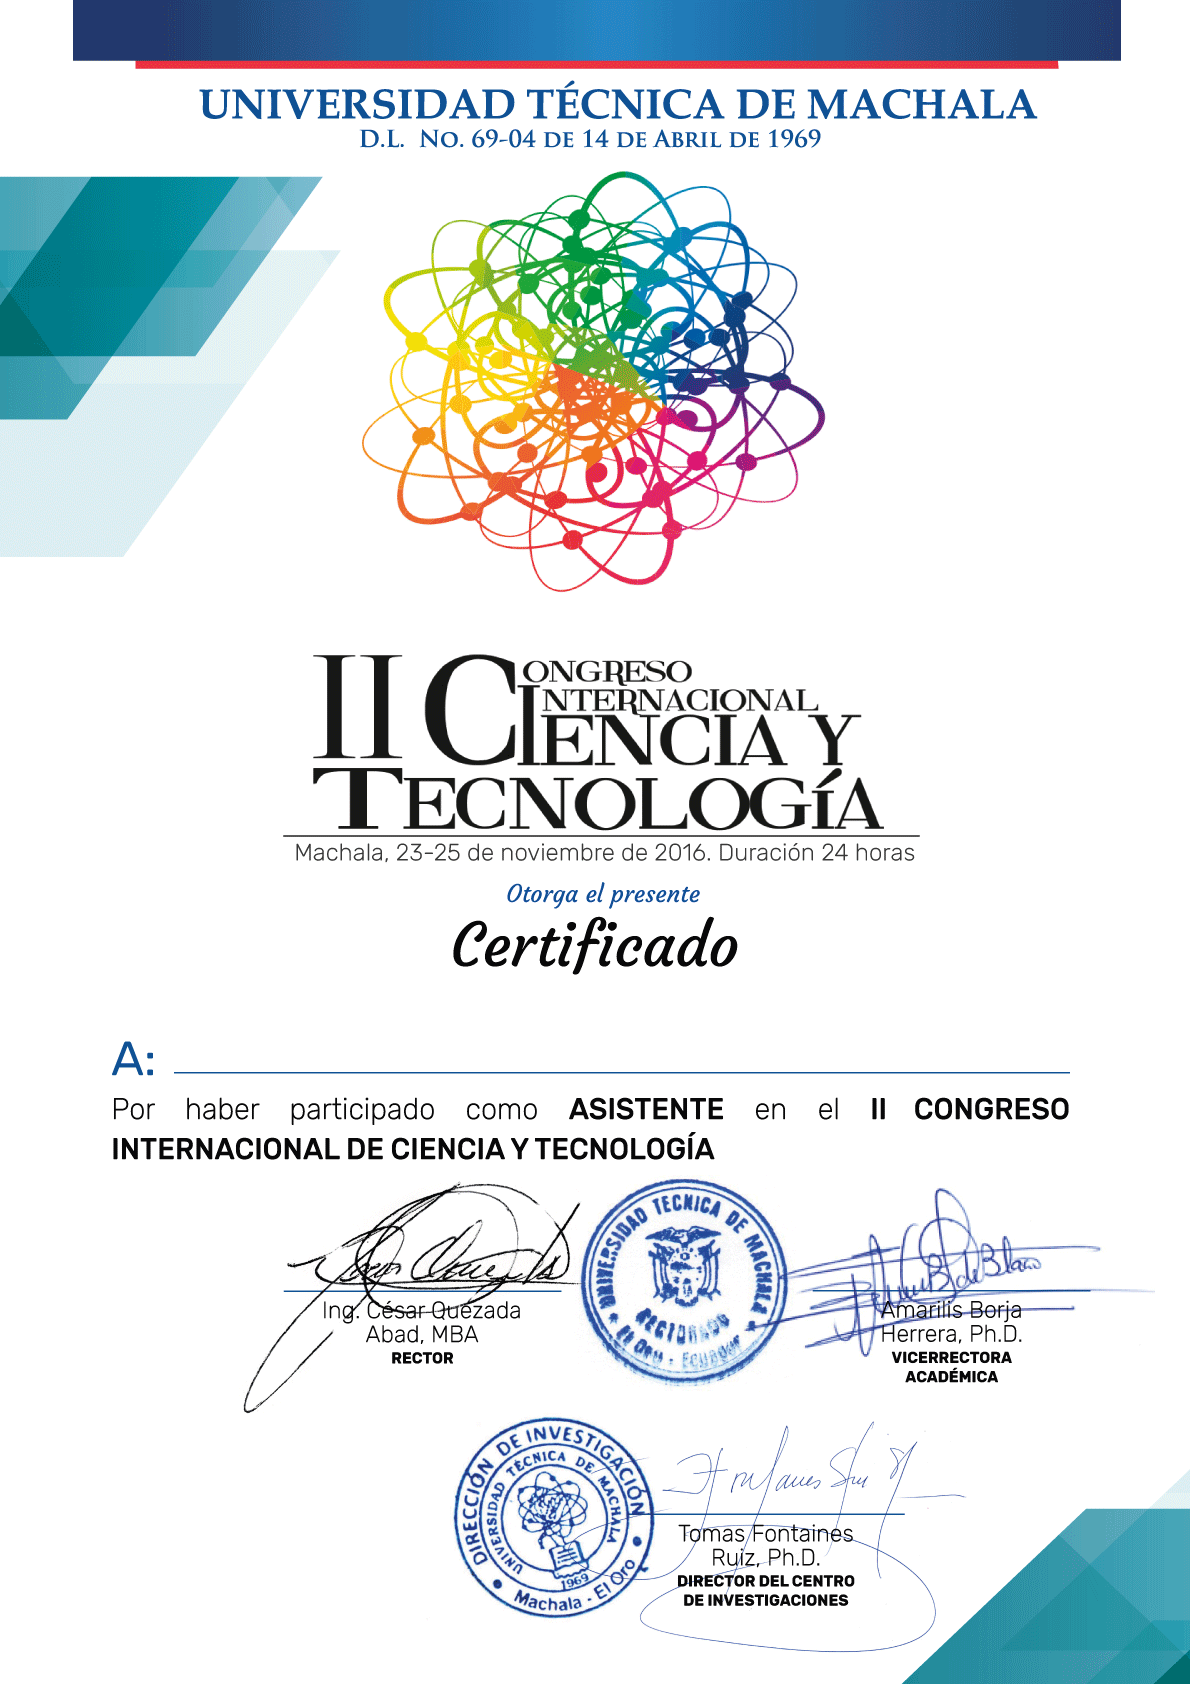 UNIVERSIDAD TÉCNICA DE MACHALA
D.L. No. 69-04 DE 14 DE ABRIL DE 1969
II CONGRESO
INTERNACIONAL
CIENCIA Y
TECNOLOGÍA
Machala, 23-25 de noviembre de 2016. Duración 24 horas
Otorga el presente
Certificado
A:
Por haber participado como ASISTENTE en el II CONGRESO
INTERNACIONAL DE CIENCIA Y TECNOLOGÍA
UNIVERSIDAD TECNICA DE MACHALA
RECTORADO
El Oro - Ecuador
Ing. César Quezada
Abad, MBA
RECTOR
Amarilis Borja
Herrera, Ph.D.
VICERRECTORA
ACADÉMICA
DIRECCIÓN DE INVESTIGACIÓN
UNIVERSIDAD TÉCNICA DE MACHALA
1969
Machala - El Oro
Tomas Fontaines
Ruiz, Ph.D.
DIRECTOR DEL CENTRO
DE INVESTIGACIONES